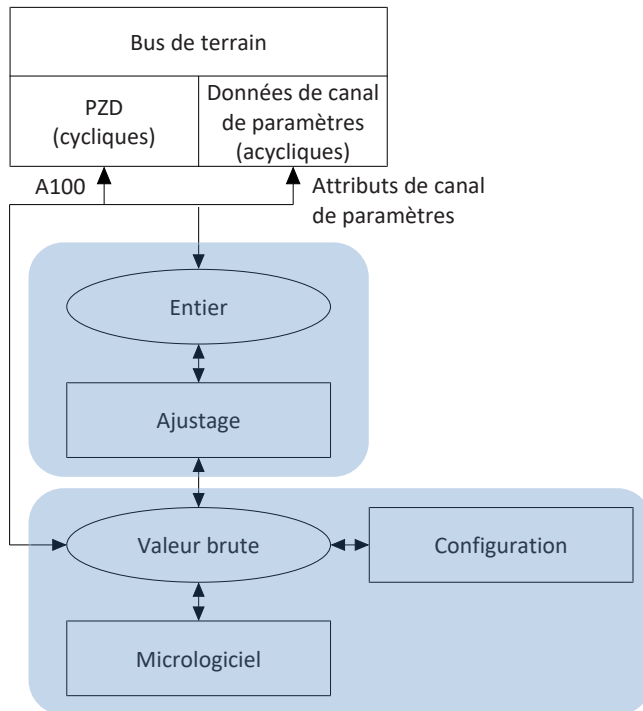 Bus de terrain
PZD
(cycliques)
Données de canal
de paramètres
(acycliques)
A100
Attributs de canal
de paramètres
Entier
Ajustage
Valeur brute
Configuration
Micrologiciel